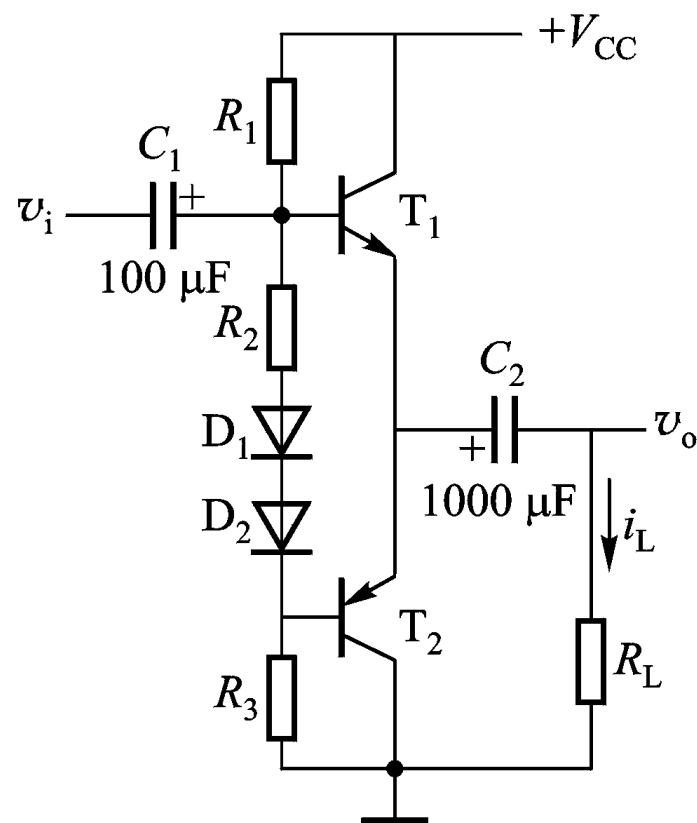 +V_CC
R_1
C_1
+
v_i
T_1
100 μF
R_2
C_2
D_1
+
v_o
1000 μF
D_2
i_L
T_2
R_L
R_3